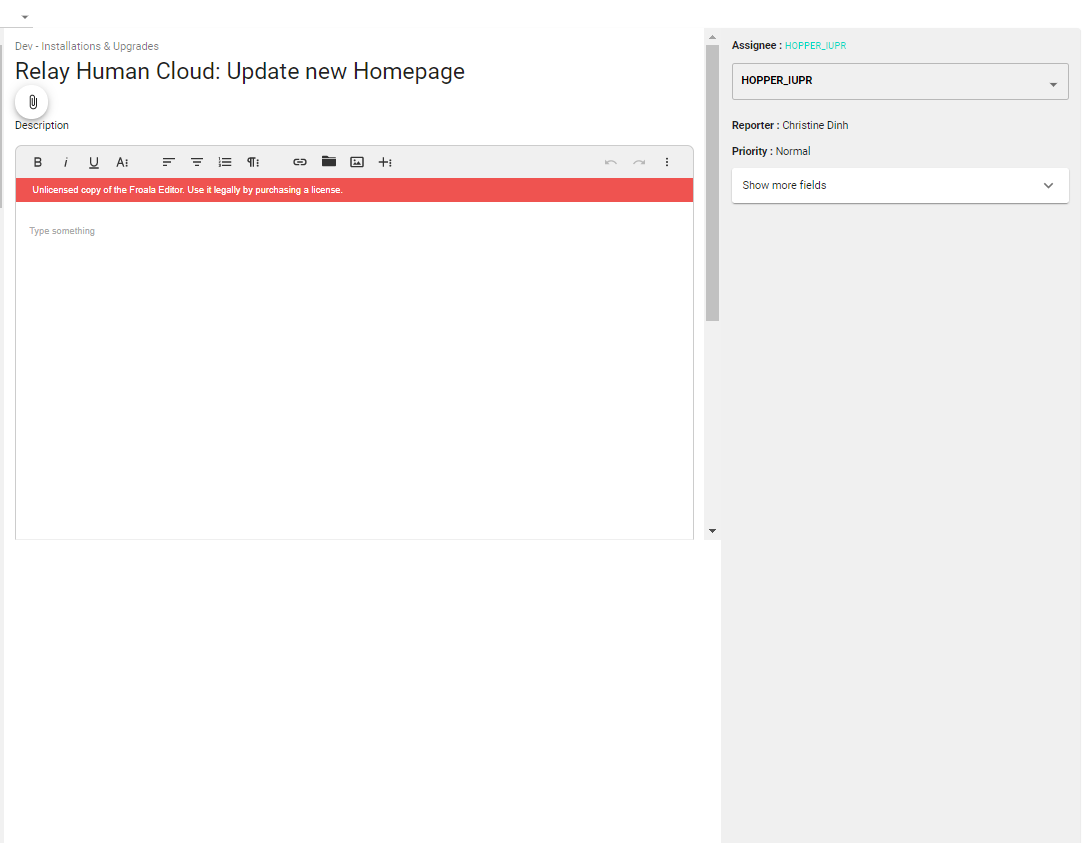 Dev - Installations & Upgrades
Relay Human Cloud: Update new Homepage
Description
Unlicensed copy of the Froala Editor. Use it legally by purchasing a license.
Type something
Assignee : HOPPER_IUPR
HOPPER_IUPR
Reporter : Christine Dinh
Priority : Normal
Show more fields